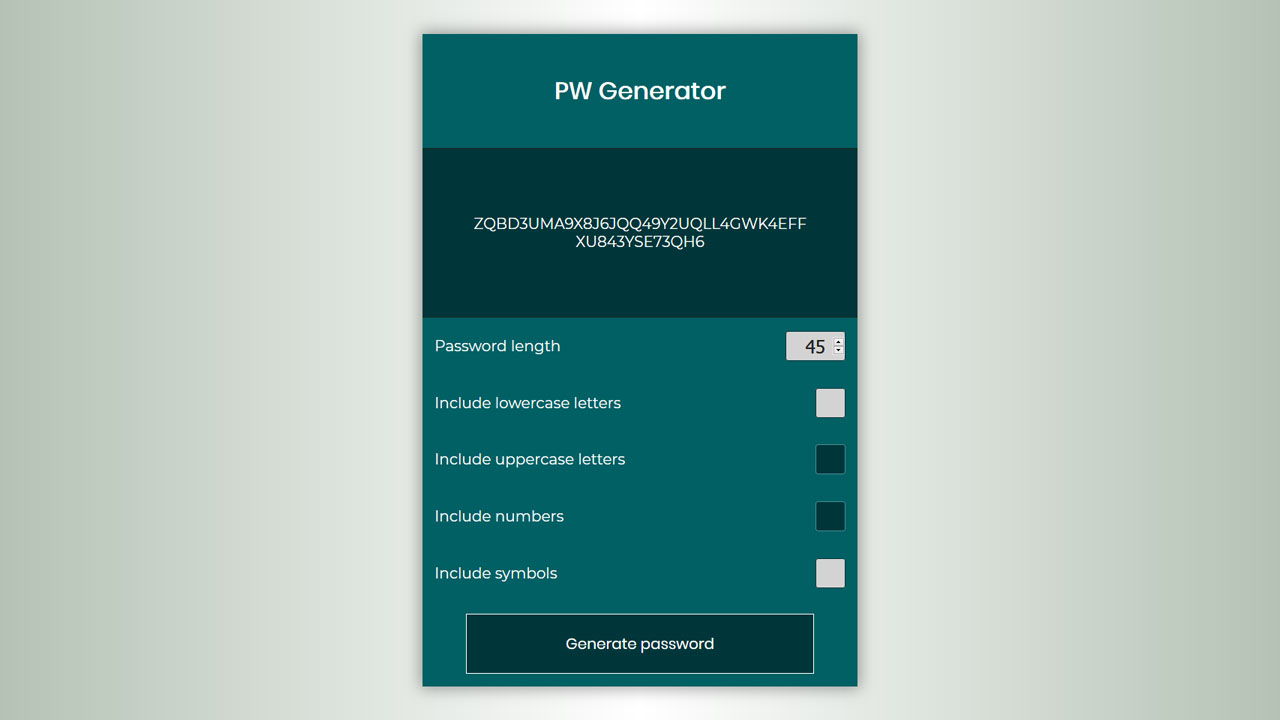 PW Generator
ZQBD3UMA9X8J6JQQ49Y2UQLL4GWK4EFF
XU843YSE73QH6
Password length
45
Include lowercase letters
Include uppercase letters
Include numbers
Include symbols
Generate password